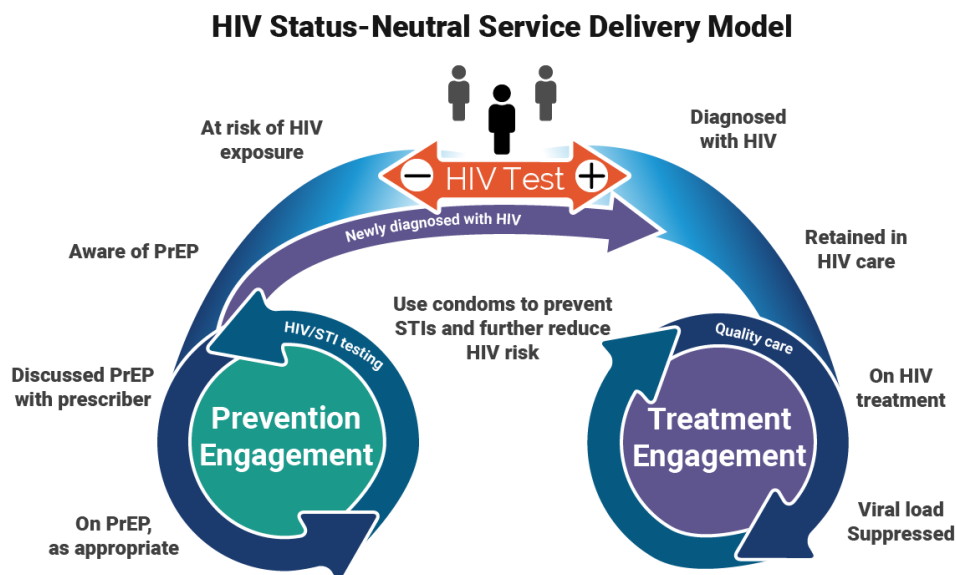 HIV Status-Neutral Service Delivery Model
At risk of HIV
exposure
Diagnosed
with HIV
HIV Test
Newly diagnosed with HIV
Aware of PrEP
Retained in
HIV care
Use condoms to prevent
STIs and further reduce
HIV risk
HIV/STI testing
Quality care
Discussed PrEP
with prescriber
Prevention
Engagement
Treatment
Engagement
On HIV
treatment
On PrEP,
as appropriate
Viral load
Suppressed